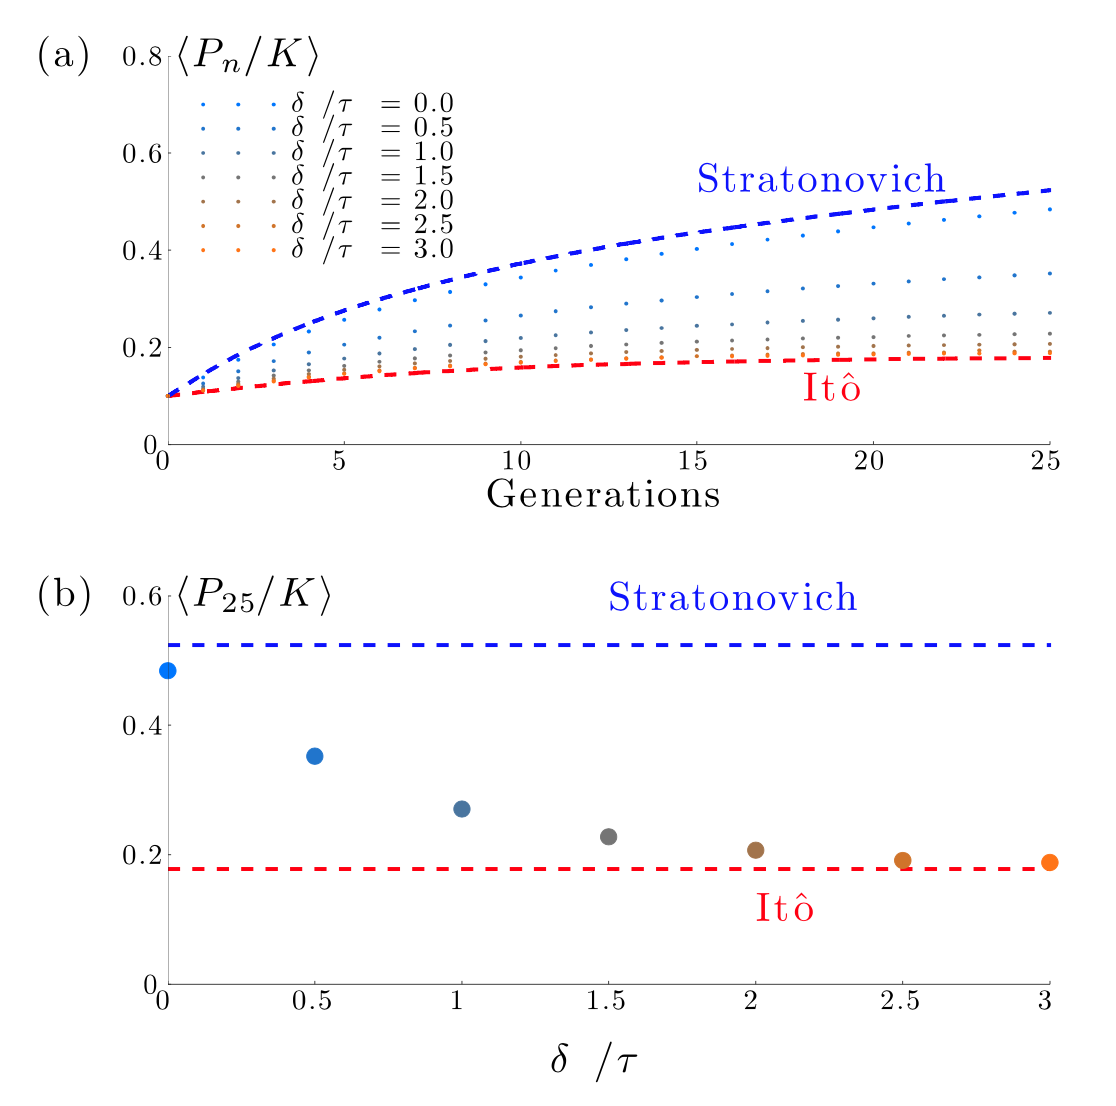 (a)
⟨Pₙ/K⟩
0.8
0.6
0.4
0.2
0
δ /τ = 0.0
δ /τ = 0.5
δ /τ = 1.0
δ /τ = 1.5
δ /τ = 2.0
δ /τ = 2.5
δ /τ = 3.0
Stratonovich
Itô
0 5 10 15 20 25
Generations
(b)
⟨P₂₅/K⟩
0.6
0.4
0.2
0
Stratonovich
Itô
0 0.5 1 1.5 2 2.5 3
δ /τ